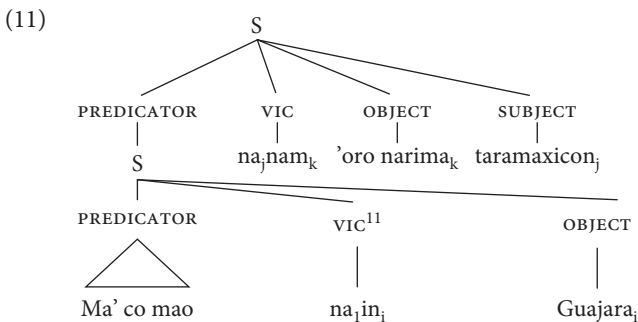 (11)
S
PREDICATOR VIC OBJECT SUBJECT
S najnamk ’oro narimak taramaxiconj
PREDICATOR VIC11 OBJECT
Ma’ co mao na1ini Guajarai